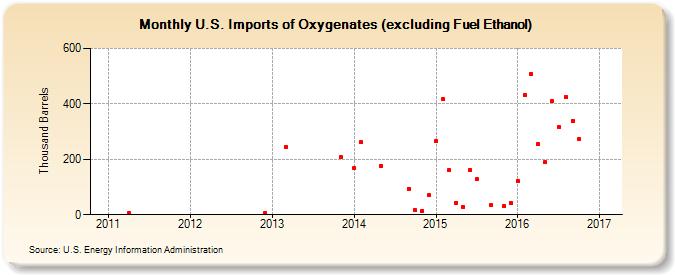 Monthly U.S. Imports of Oxygenates (excluding Fuel Ethanol)
Thousand Barrels
600
400
200
0
2011 2012 2013 2014 2015 2016 2017
Source: U.S. Energy Information Administration